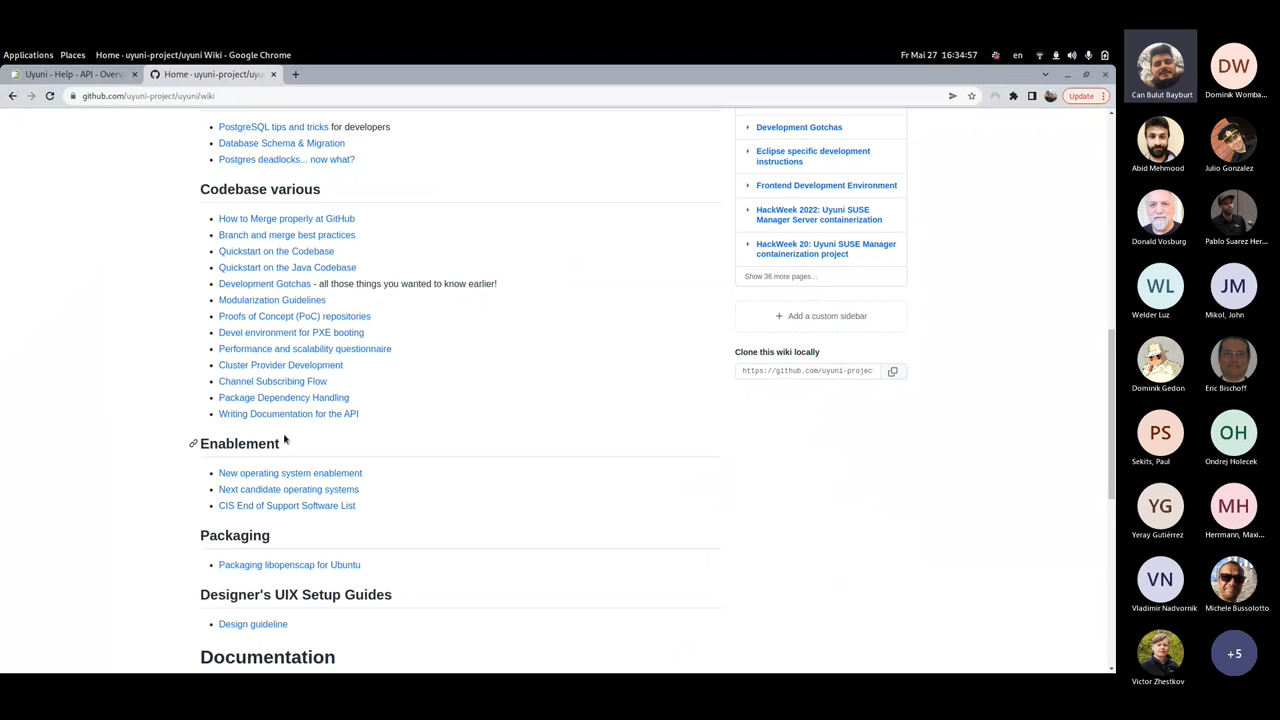 Applications Places Home · uyuni-project/uyuni Wiki - Google Chrome Fr Mai 27 16:34:57 en
Uyuni - Help - API - Overv Home · uyuni-project/uyu
github.com/uyuni-project/uyuni/wiki Update
PostgreSQL tips and tricks for developers
Database Schema & Migration
Postgres deadlocks... now what?
Codebase various
How to Merge properly at GitHub
Branch and merge best practices
Quickstart on the Codebase
Quickstart on the Java Codebase
Development Gotchas - all those things you wanted to know earlier!
Modularization Guidelines
Proofs of Concept (PoC) repositories
Devel environment for PXE booting
Performance and scalability questionnaire
Cluster Provider Development
Channel Subscribing Flow
Package Dependency Handling
Writing Documentation for the API
Enablement
New operating system enablement
Next candidate operating systems
CIS End of Support Software List
Packaging
Packaging libopenscap for Ubuntu
Designer's UIX Setup Guides
Design guideline
Documentation
Development Gotchas
Eclipse specific development
instructions
Frontend Development Environment
HackWeek 2022: Uyuni SUSE
Manager Server containerization
HackWeek 20: Uyuni SUSE Manager
containerization project
Show 36 more pages...
Add a custom sidebar
Clone this wiki locally
https://github.com/uyuni-projec
DW
Can Bulut Bayburt Dominik Womba...
Abid Mehmood Julio Gonzalez
Donald Vosburg Pablo Suarez Her...
WL JM
Welder Luz Mikol, John
Dominik Gedon Eric Bischoff
PS OH
Sekits, Paul Ondrej Holecek
YG MH
Yeray Gutiérrez Herrmann, Maxi...
VN
Vladimir Nadvornik Michele Bussolotto
+5
Victor Zhestkov